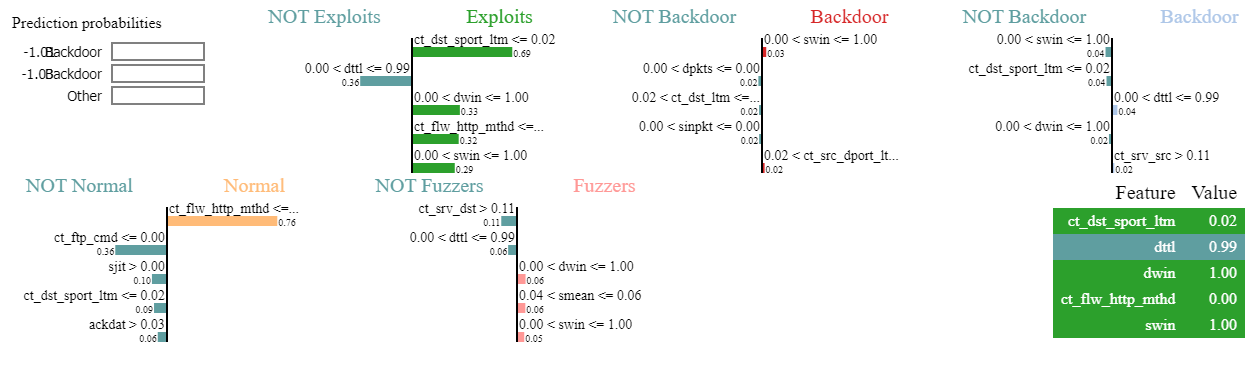 Prediction probabilities
Backdoor
Backdoor
Other
NOT Exploits Exploits
ct_dst_sport_ltm <= 0.02
0.69
0.00 < dttl <= 0.99
0.36
0.00 < dwin <= 1.00
0.33
ct_flw_http_mthd <=...
0.32
0.00 < swin <= 1.00
0.29
NOT Backdoor Backdoor
0.00 < swin <= 1.00
0.03
0.00 < dpkts <= 0.00
0.02
0.02 < ct_dst_ltm <=...
0.02
0.00 < sinpkt <= 0.00
0.02
0.02 < ct_src_dport_lt...
0.02
NOT Backdoor Backdoor
0.00 < swin <= 1.00
0.04
ct_dst_sport_ltm <= 0.02
0.04
0.00 < dttl <= 0.99
0.04
0.00 < dwin <= 1.00
0.02
ct_srv_src > 0.11
0.02
NOT Normal Normal
ct_flw_http_mthd <=...
0.76
ct_ftp_cmd <= 0.00
0.36
sjit > 0.00
0.10
ct_dst_sport_ltm <= 0.02
0.09
ackdat > 0.03
0.06
NOT Fuzzers Fuzzers
ct_srv_dst > 0.11
0.11
0.00 < dttl <= 0.99
0.06
0.00 < dwin <= 1.00
0.06
0.04 < smean <= 0.06
0.06
0.00 < swin <= 1.00
0.05
Feature Value
ct_dst_sport_ltm 0.02
dttl 0.99
dwin 1.00
ct_flw_http_mthd 0.00
swin 1.00